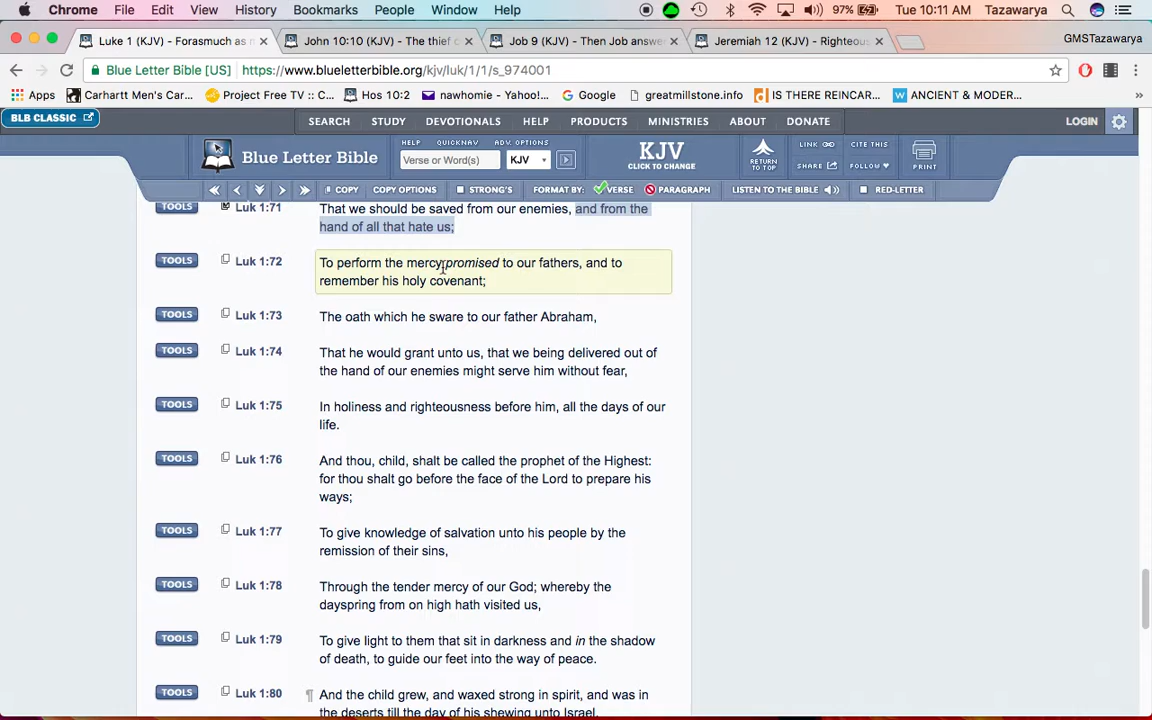 Chrome File Edit View History Bookmarks People Window Help 97% Tue 10:11 AM Tazawarya
Luke 1 (KJV) - Forasmuch as m John 10:10 (KJV) - The thief c Job 9 (KJV) - Then Job answe Jeremiah 12 (KJV) - Righteou GMSTazawarya
Blue Letter Bible [US] https://www.blueletterbible.org/kjv/luk/1/1/s_974001
Apps Carhartt Men's Car... Project Free TV :: C... Hos 10:2 nawhomie - Yahoo!... Google greatmillstone.info IS THERE REINCAR... ANCIENT & MODER... »
BLB CLASSIC SEARCH STUDY DEVOTIONALS HELP PRODUCTS MINISTRIES ABOUT DONATE LOGIN
HELP QUICKNAV ADV. OPTIONS
Blue Letter Bible Verse or Word(s) KJV KJV
CLICK TO CHANGE RETURN
TO TOP LINK CITE THIS
SHARE FOLLOW PRINT
COPY COPY OPTIONS STRONG'S FORMAT BY: VERSE PARAGRAPH LISTEN TO THE BIBLE RED-LETTER
TOOLS Luk 1:71 That we should be saved from our enemies, and from the
hand of all that hate us;
TOOLS Luk 1:72 To perform the mercy promised to our fathers, and to
remember his holy covenant;
TOOLS Luk 1:73 The oath which he sware to our father Abraham,
TOOLS Luk 1:74 That he would grant unto us, that we being delivered out of
the hand of our enemies might serve him without fear,
TOOLS Luk 1:75 In holiness and righteousness before him, all the days of our
life.
TOOLS Luk 1:76 And thou, child, shalt be called the prophet of the Highest:
for thou shalt go before the face of the Lord to prepare his
ways;
TOOLS Luk 1:77 To give knowledge of salvation unto his people by the
remission of their sins,
TOOLS Luk 1:78 Through the tender mercy of our God; whereby the
dayspring from on high hath visited us,
TOOLS Luk 1:79 To give light to them that sit in darkness and in the shadow
of death, to guide our feet into the way of peace.
TOOLS Luk 1:80 ¶ And the child grew, and waxed strong in spirit, and was in
the deserts till the day of his shewing unto Israel.